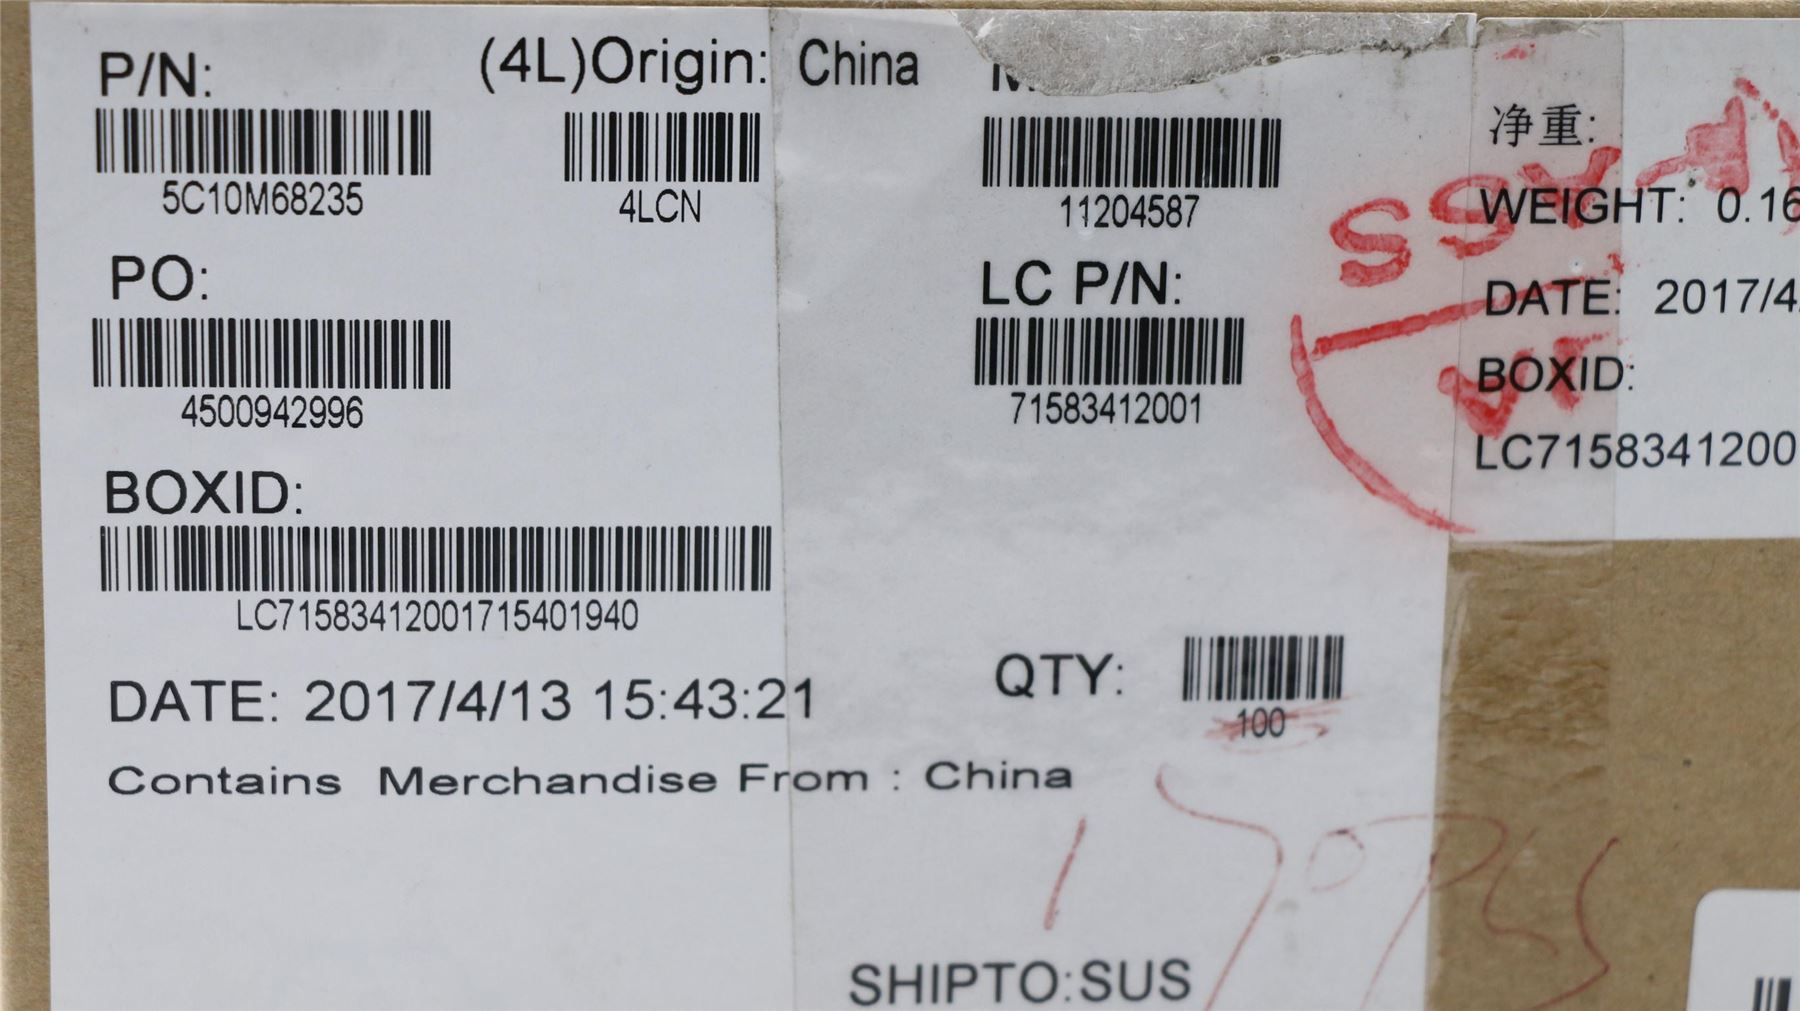 P/N:
(4L)Origin: China
5C10M68235
4LCN
11204587
PO:
LC P/N:
4500942996
71583412001
BOXID:
LC71583412001715401940
QTY:
100
DATE: 2017/4/13 15:43:21
Contains Merchandise From : China
SHIPTO:SUS
净重:
WEIGHT: 0.16
DATE: 2017/4
BOXID:
LC7158341200
PASS